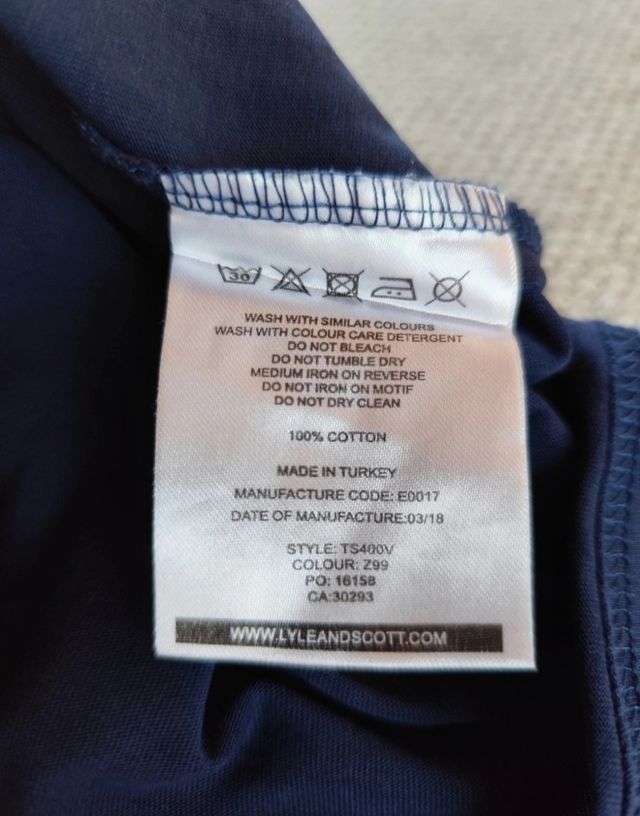 30
WASH WITH SIMILAR COLOURS
WASH WITH COLOUR CARE DETERGENT
DO NOT BLEACH
DO NOT TUMBLE DRY
MEDIUM IRON ON REVERSE
DO NOT IRON ON MOTIF
DO NOT DRY CLEAN
100% COTTON
MADE IN TURKEY
MANUFACTURE CODE: E0017
DATE OF MANUFACTURE:03/18
STYLE: TS400V
COLOUR: Z99
PO: 16158
CA:30293
WWW.LYLEANDSCOTT.COM